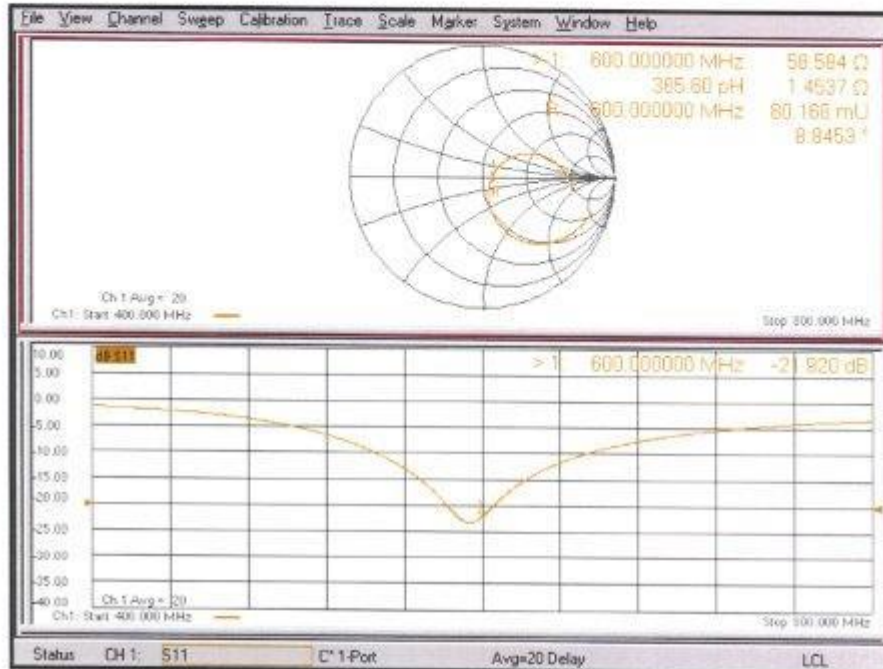 File View Channel Sweep Calibration Trace Scale Marker System Window Help
> 1: 600.000000 MHz 58.584 Ω
385.60 pH 1.4537 Ω
600.000000 MHz 80.168 mU
8.8453 °
Ch 1 Avg = 20
Ch1: Start 400.000 MHz
Stop 800.000 MHz
10.00
dB S11
> 1: 600.000000 MHz -21.920 dB
5.00
0.00
-5.00
-10.00
-15.00
-20.00
-25.00
-30.00
-35.00
-40.00
Ch 1 Avg = 20
Ch1: Start 400.000 MHz
Stop 800.000 MHz
Status CH 1: S11 C* 1-Port Avg=20 Delay LCL